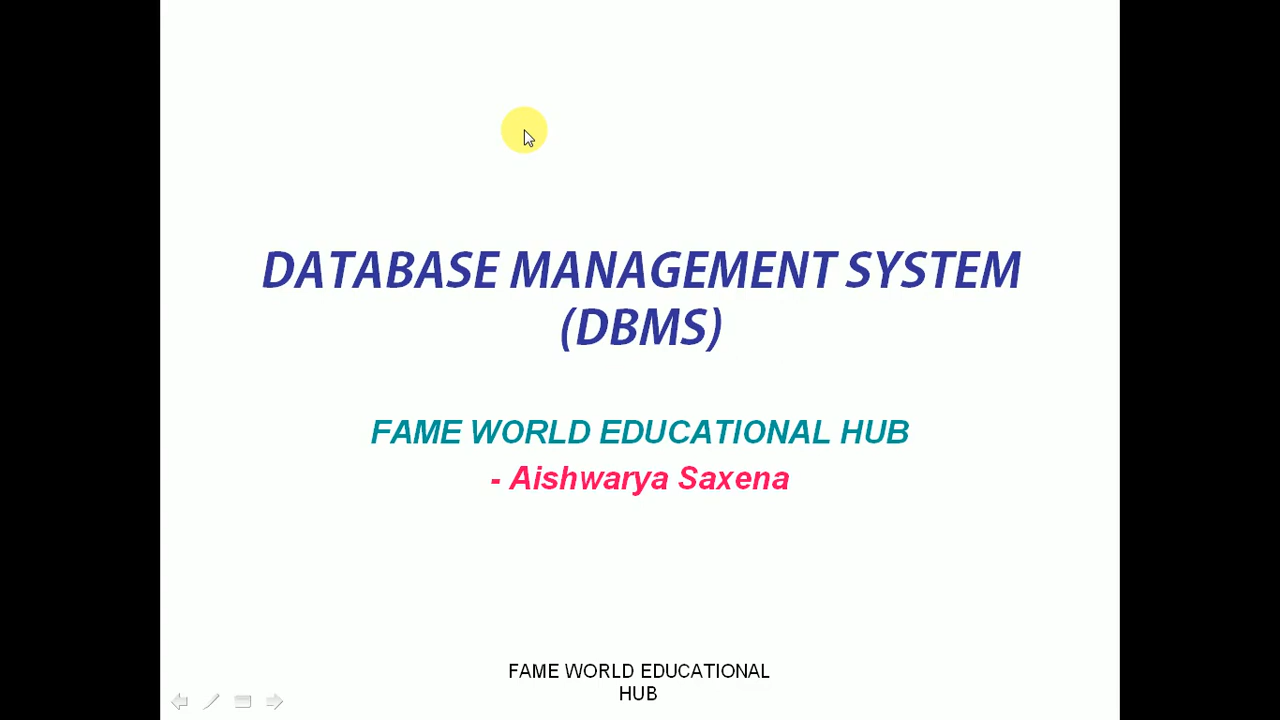 DATABASE MANAGEMENT SYSTEM
(DBMS)
FAME WORLD EDUCATIONAL HUB
- Aishwarya Saxena
FAME WORLD EDUCATIONAL
HUB